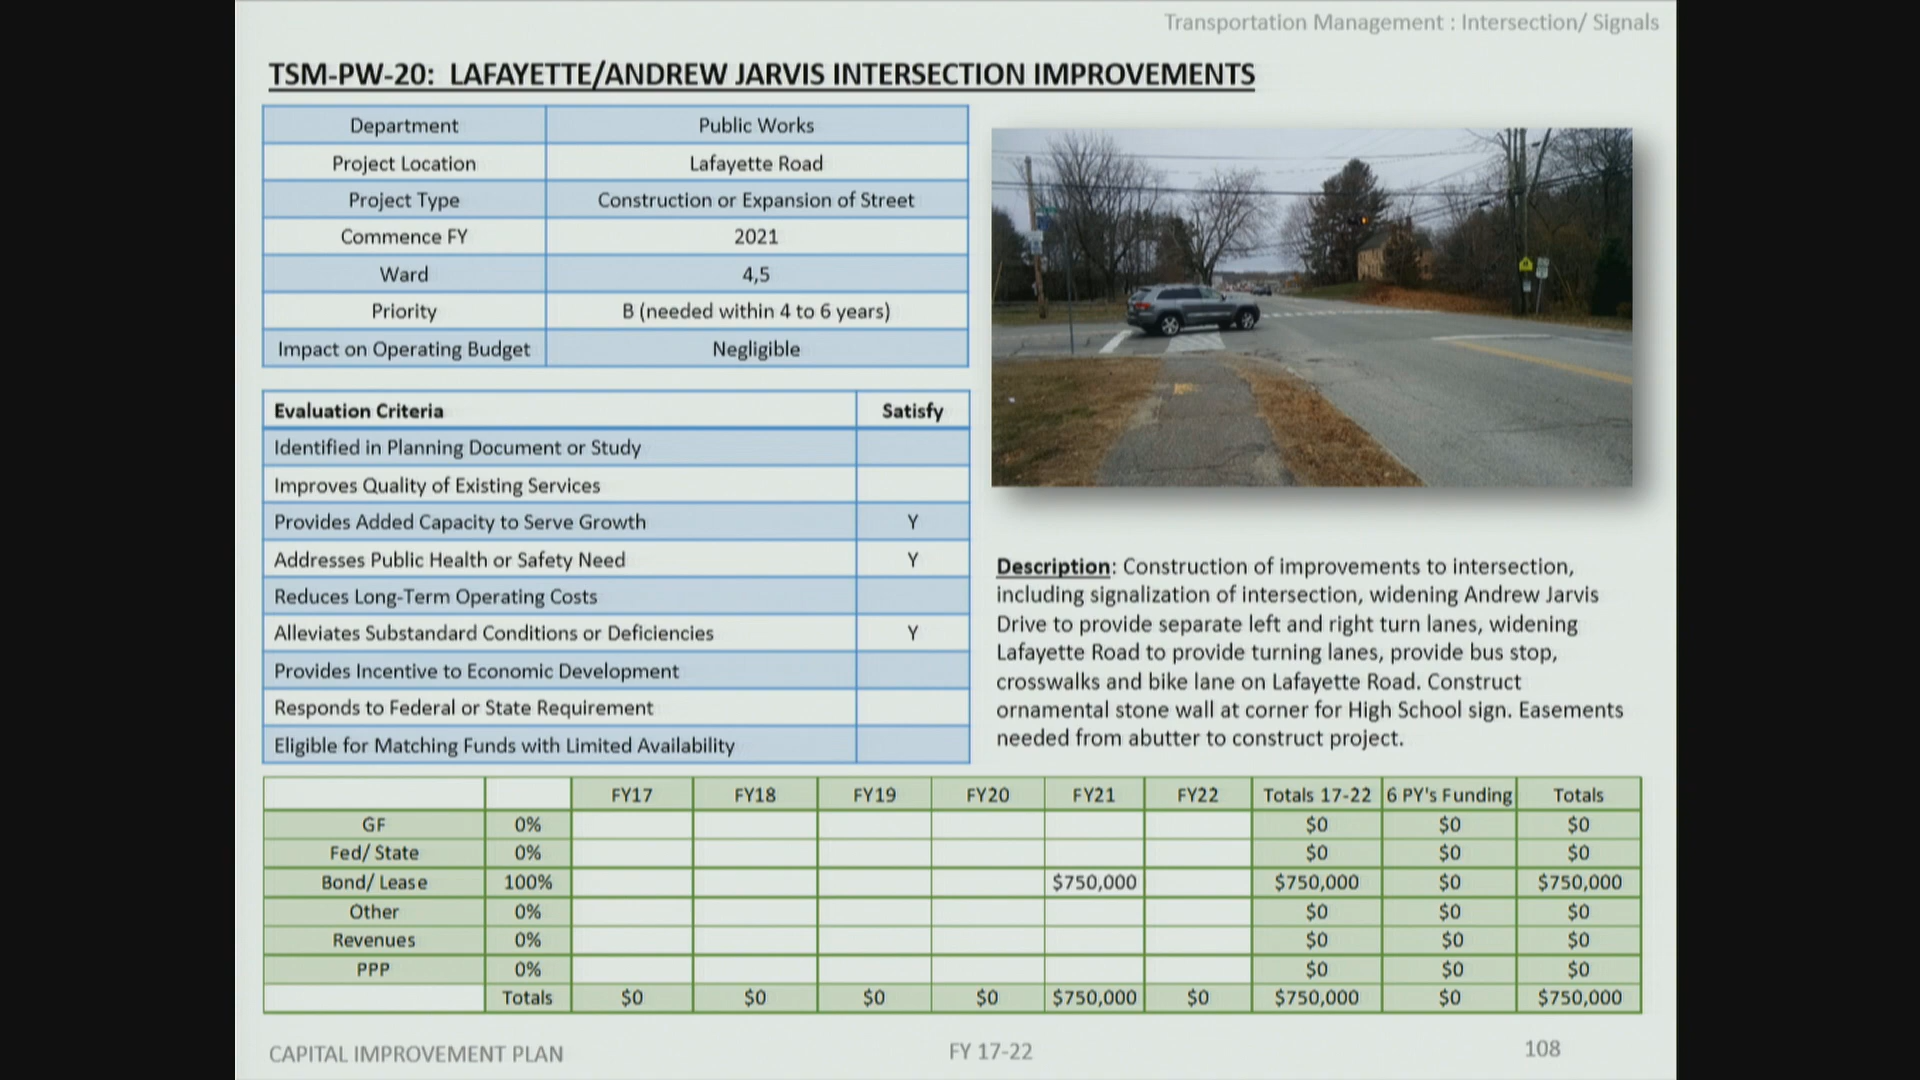 Transportation Management : Intersection/ Signals
TSM-PW-20: LAFAYETTE/ANDREW JARVIS INTERSECTION IMPROVEMENTS
Department Public Works
Project Location Lafayette Road
Project Type Construction or Expansion of Street
Commence FY 2021
Ward 4,5
Priority B (needed within 4 to 6 years)
Impact on Operating Budget Negligible
Evaluation Criteria Satisfy
Identified in Planning Document or Study
Improves Quality of Existing Services
Provides Added Capacity to Serve Growth Y
Addresses Public Health or Safety Need Y
Reduces Long-Term Operating Costs
Alleviates Substandard Conditions or Deficiencies Y
Provides Incentive to Economic Development
Responds to Federal or State Requirement
Eligible for Matching Funds with Limited Availability
Description: Construction of improvements to intersection,
including signalization of intersection, widening Andrew Jarvis
Drive to provide separate left and right turn lanes, widening
Lafayette Road to provide turning lanes, provide bus stop,
crosswalks and bike lane on Lafayette Road. Construct
ornamental stone wall at corner for High School sign. Easements
needed from abutter to construct project.
FY17 FY18 FY19 FY20 FY21 FY22 Totals 17-22 6 PY's Funding Totals
GF 0% $0 $0 $0
Fed/ State 0% $0 $0 $0
Bond/ Lease 100% $750,000 $750,000 $0 $750,000
Other 0% $0 $0 $0
Revenues 0% $0 $0 $0
PPP 0% $0 $0 $0
Totals $0 $0 $0 $0 $750,000 $0 $750,000 $0 $750,000
CAPITAL IMPROVEMENT PLAN FY 17-22 108